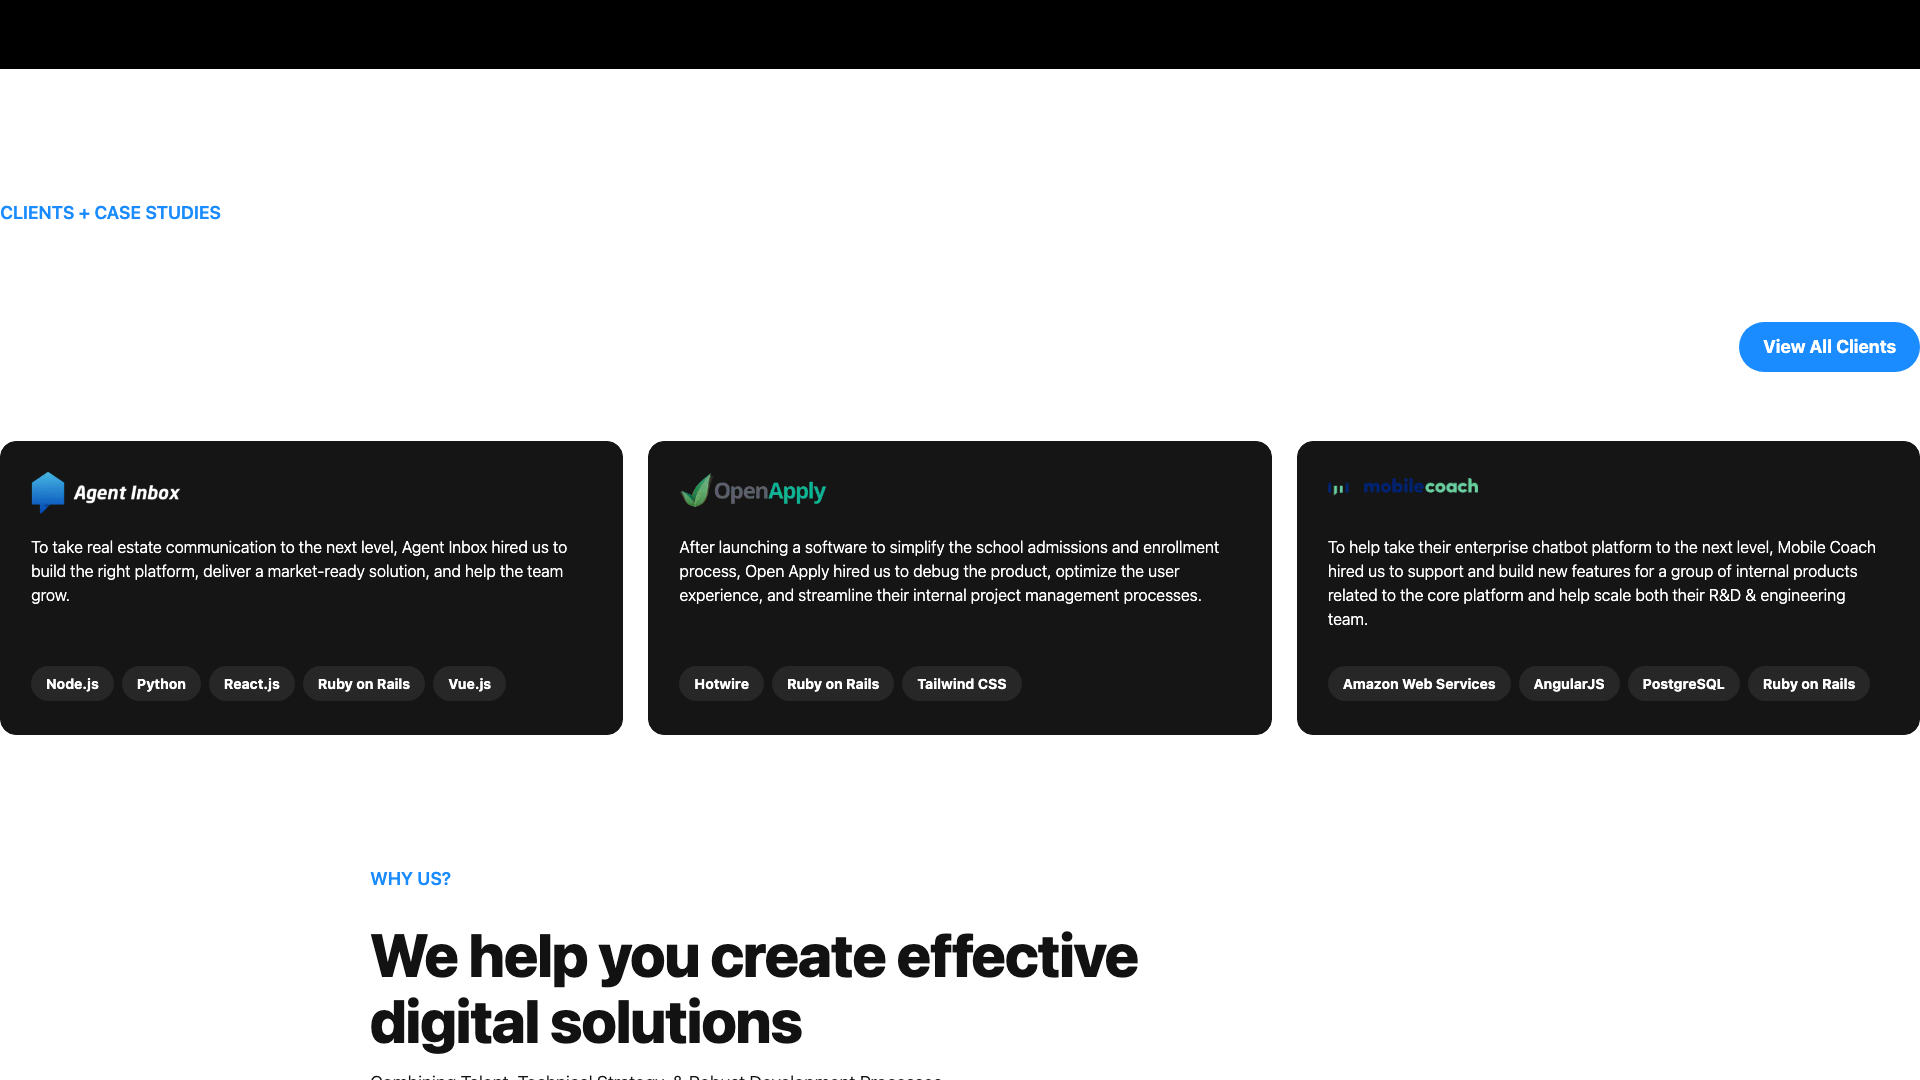 CLIENTS + CASE STUDIES
View All Clients
Agent Inbox
To take real estate communication to the next level, Agent Inbox hired us to
build the right platform, deliver a market-ready solution, and help the team
grow.
Node.js
Python
React.js
Ruby on Rails
Vue.js
OpenApply
After launching a software to simplify the school admissions and enrollment
process, Open Apply hired us to debug the product, optimize the user
experience, and streamline their internal project management processes.
Hotwire
Ruby on Rails
Tailwind CSS
mobilecoach
To help take their enterprise chatbot platform to the next level, Mobile Coach
hired us to support and build new features for a group of internal products
related to the core platform and help scale both their R&D & engineering
team.
Amazon Web Services
AngularJS
PostgreSQL
Ruby on Rails
WHY US?
We help you create effective
digital solutions
Combining Talent, Technical Strategy, & Robust Development Processes